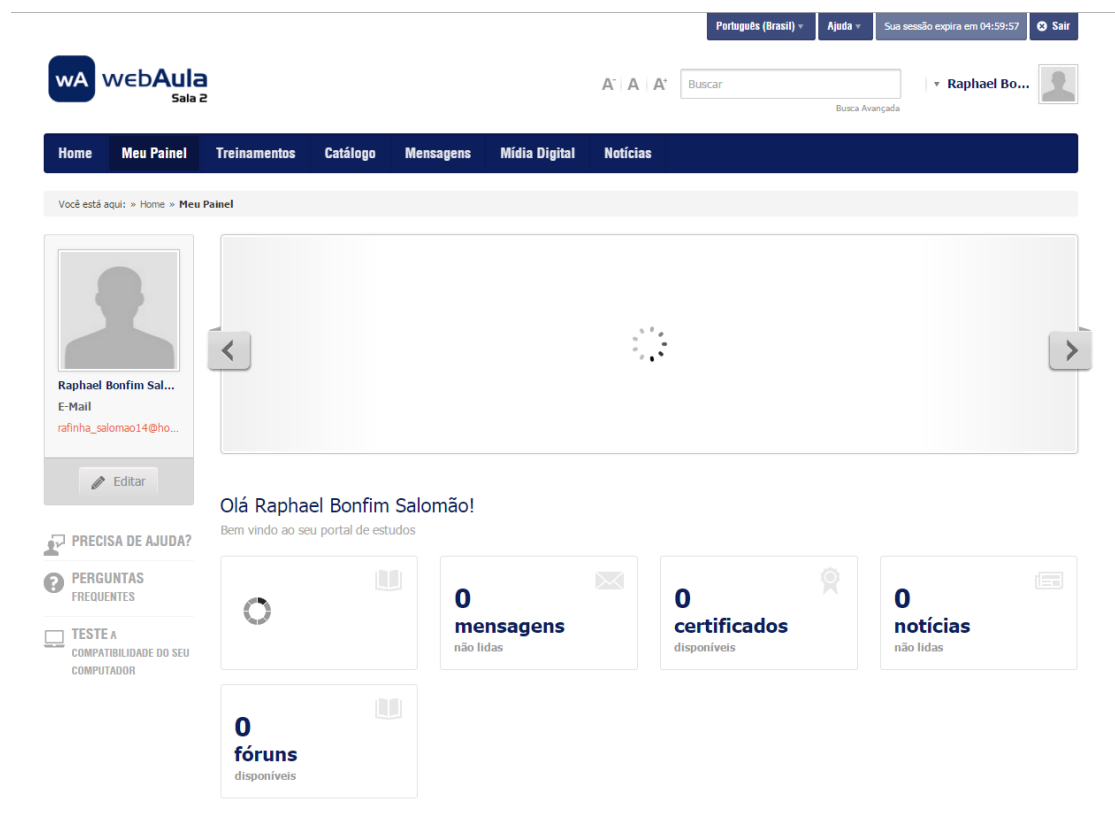 Português (Brasil) Ajuda Sua sessão expira em 04:59:57 Sair
wA webAula
Sala 2
A- A A+ Buscar Raphael Bo...
Busca Avançada
Home Meu Painel Treinamentos Catálogo Mensagens Mídia Digital Notícias
Você está aqui: » Home » Meu Painel
Raphael Bonfim Sal...
E-Mail
rafinha_salomao14@ho...
Editar
Olá Raphael Bonfim Salomão!
Bem vindo ao seu portal de estudos
PRECISA DE AJUDA?
PERGUNTAS
FREQUENTES
TESTE A
COMPATIBILIDADE DO SEU
COMPUTADOR
0
mensagens
não lidas
0
certificados
disponíveis
0
notícias
não lidas
0
fóruns
disponíveis